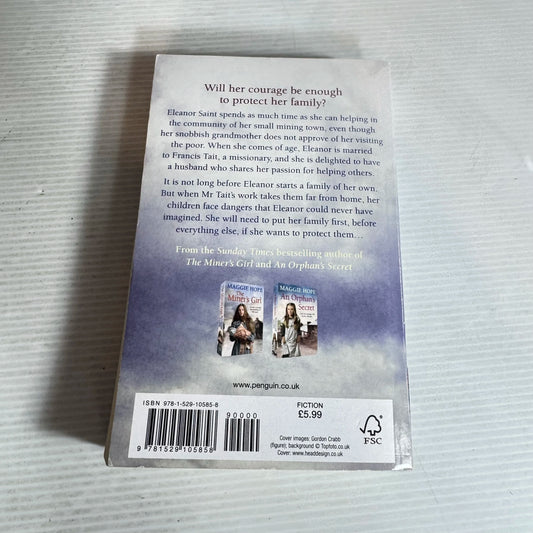 Will her courage be enough
to protect her family?
Eleanor Saint spends as much time as she can helping in
the community of her small mining town, even though
her snobbish grandmother does not approve of her visiting
the poor. When she comes of age, Eleanor is married
to Francis Tait, a missionary, and she is delighted to have
a husband who shares her passion for helping others.
It is not long before Eleanor starts a family of her own.
But when Mr Tait's work takes them far from home, her
children face dangers that Eleanor could never have
imagined. She will need to put her family first, before
everything else, if she wants to protect them…
From the Sunday Times bestselling author of
The Miner's Girl and An Orphan's Secret
MAGGIE HOPE
The
Miner's Girl
MAGGIE HOPE
An Orphan's
Secret
www.penguin.co.uk
ISBN 978-1-529-10585-8
90000
9 781529 105858
FICTION
£5.99
Cover images: Gordon Crabb
(figure); background © Topfoto.co.uk
Cover: www.headdesign.co.uk
FSC